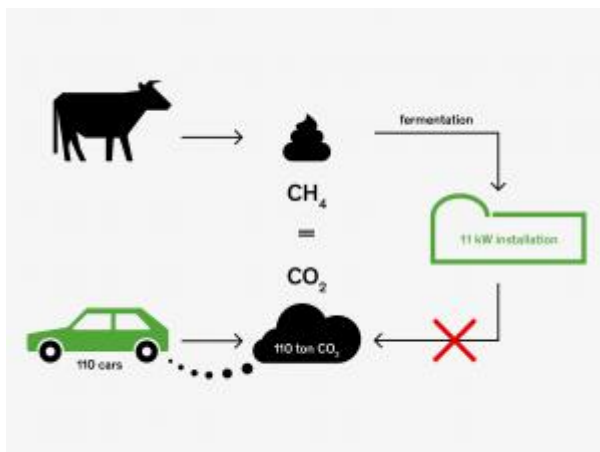 fermentation
CH₄
=
CO₂
11 kW installation
110 cars
110 ton CO₂